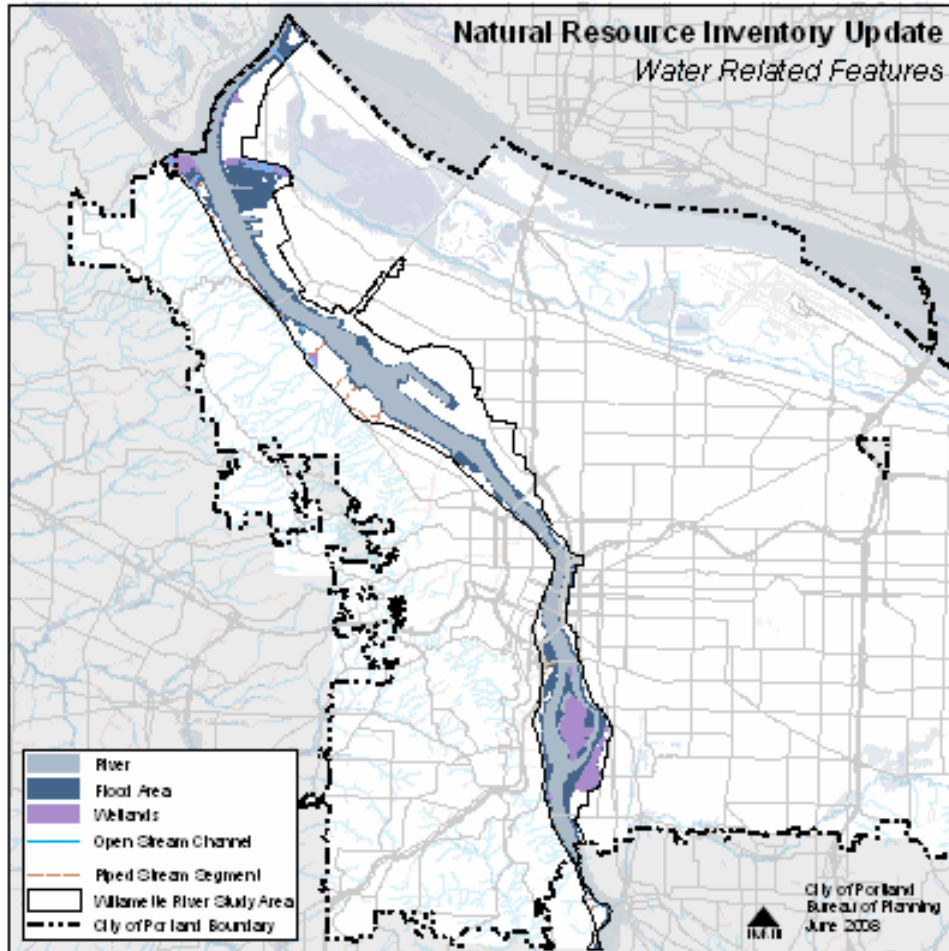 Natural Resource Inventory Update
Water Related Features
River
Flood Area
Wetlands
Open Stream Channel
Piped Stream Segment
Willamette River Study Area
City of Portland Boundary
City of Portland
Bureau of Planning
June 2008